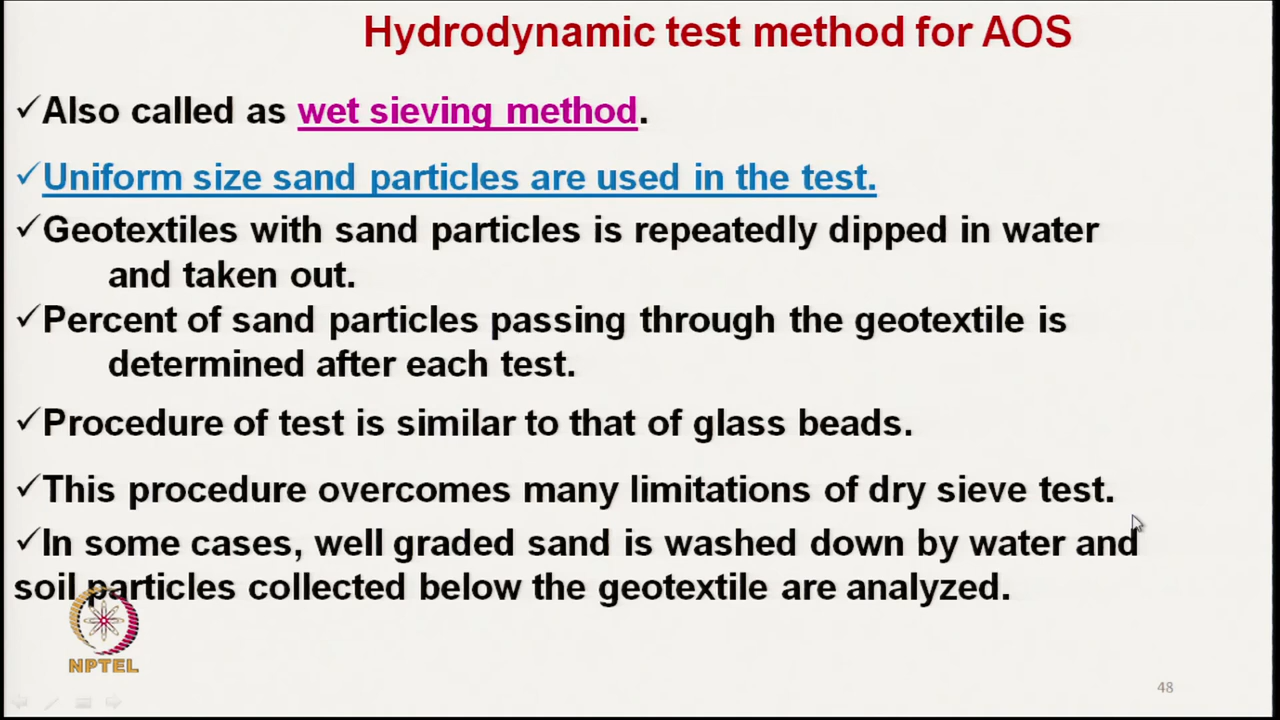 Hydrodynamic test method for AOS
✓Also called as wet sieving method.
✓Uniform size sand particles are used in the test.
✓Geotextiles with sand particles is repeatedly dipped in water
and taken out.
✓Percent of sand particles passing through the geotextile is
determined after each test.
✓Procedure of test is similar to that of glass beads.
✓This procedure overcomes many limitations of dry sieve test.
✓In some cases, well graded sand is washed down by water and
soil particles collected below the geotextile are analyzed.
NPTEL
48